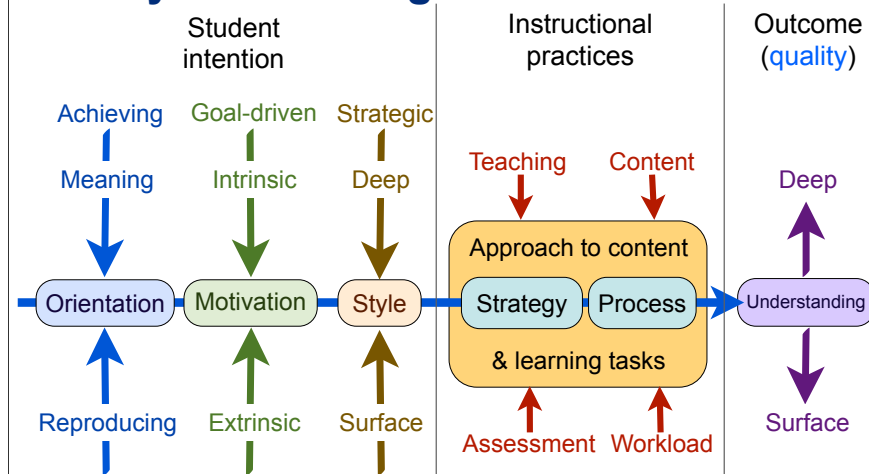 Student
intention
Instructional
practices
Outcome
(quality)
Achieving
Goal-driven
Strategic
Meaning
Intrinsic
Deep
Teaching
Content
Deep
Approach to content
Orientation
Motivation
Style
Strategy
Process
Understanding
& learning tasks
Reproducing
Extrinsic
Surface
Assessment
Workload
Surface